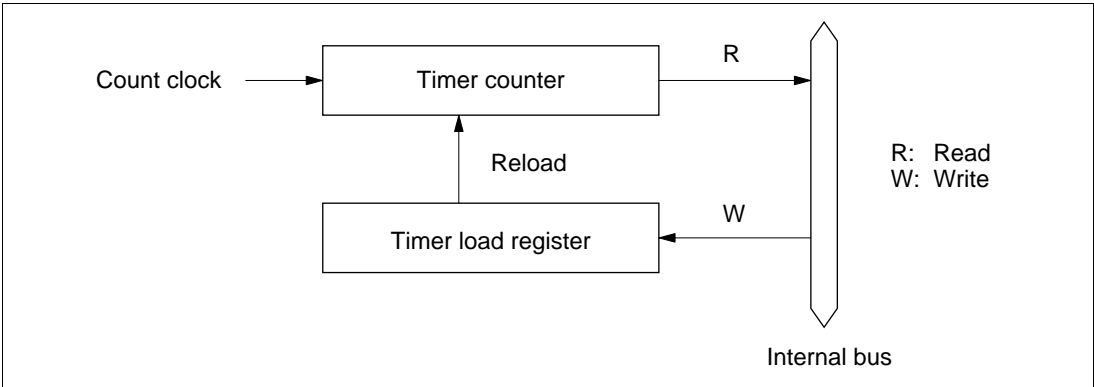 R
Count clock
Timer counter
Reload
R: Read
W: Write
W
Timer load register
Internal bus